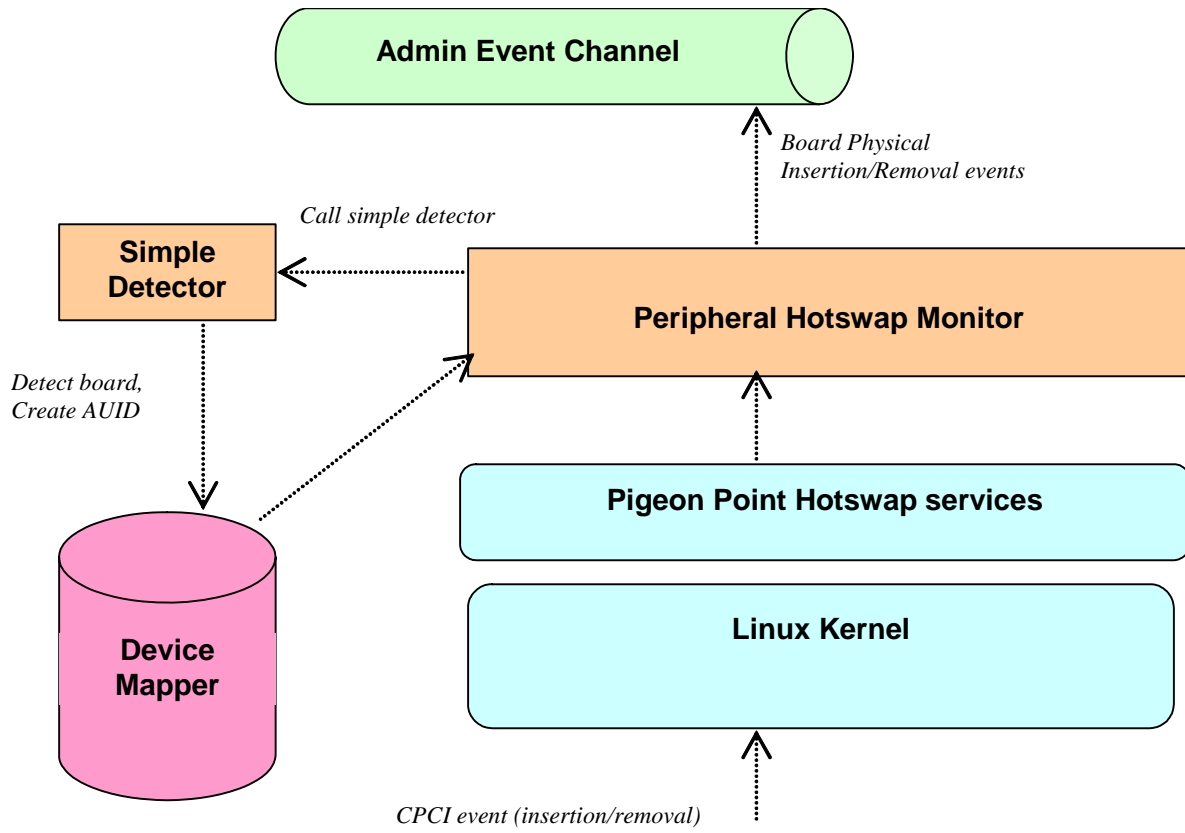 Admin Event Channel
Board Physical
Insertion/Removal events
Call simple detector
Simple
Detector
Peripheral Hotswap Monitor
Detect board,
Create AUID
Pigeon Point Hotswap services
Linux Kernel
Device
Mapper
CPCI event (insertion/removal)